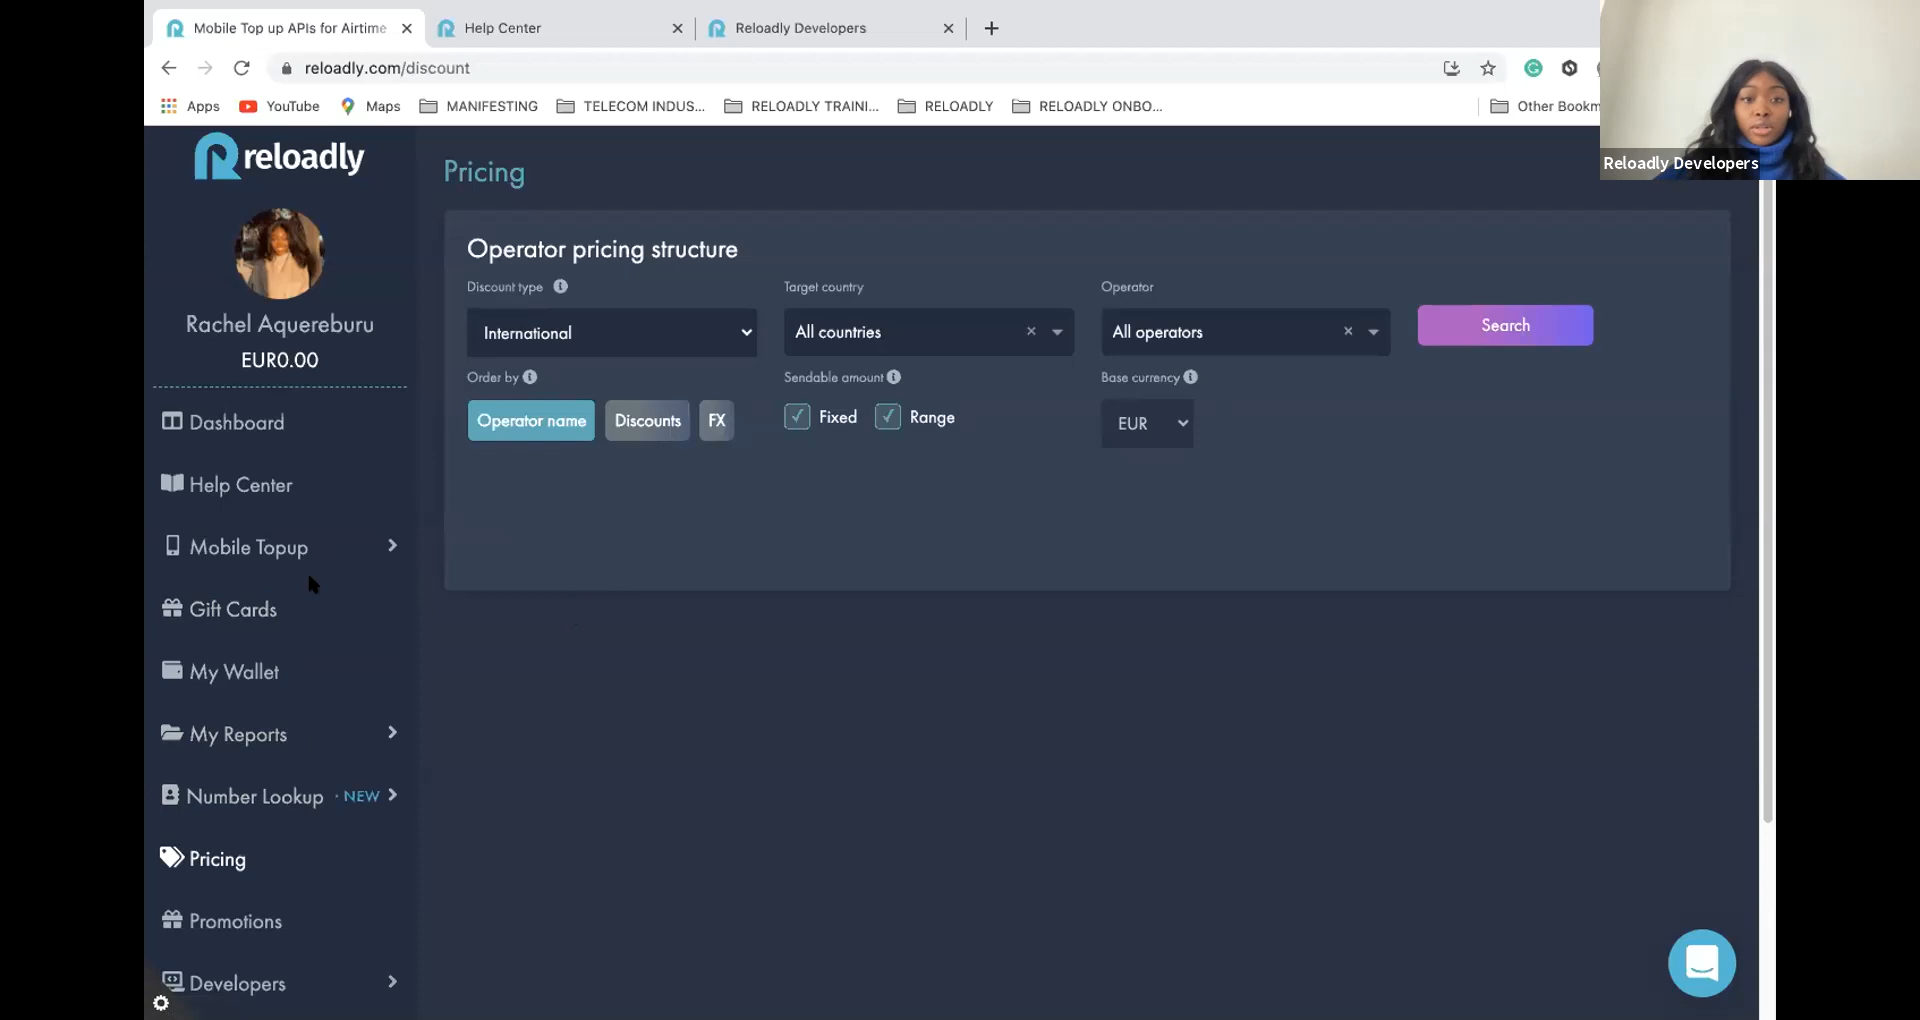 Mobile Top up APIs for Airtime
Help Center
Reloadly Developers
reloadly.com/discount
Apps
YouTube
Maps
MANIFESTING
TELECOM INDUS...
RELOADLY TRAINI...
RELOADLY
RELOADLY ONBO...
Other Bookm
Reloadly Developers
reloadly
Rachel Aquereburu
EUR0.00
Dashboard
Help Center
Mobile Topup
Gift Cards
My Wallet
My Reports
Number Lookup · NEW
Pricing
Promotions
Developers
Pricing
Operator pricing structure
Discount type
Target country
Operator
International
All countries
All operators
Search
Order by
Sendable amount
Base currency
Operator name
Discounts
FX
Fixed
Range
EUR